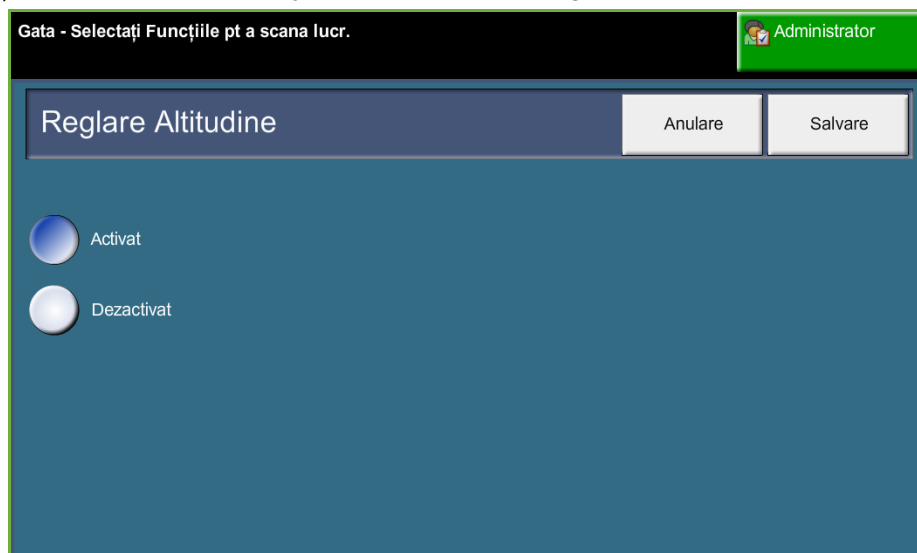 Gata - Selectați Funcțiile pt a scana lucr.
Administrator
Reglare Altitudine
Anulare
Salvare
Activat
Dezactivat